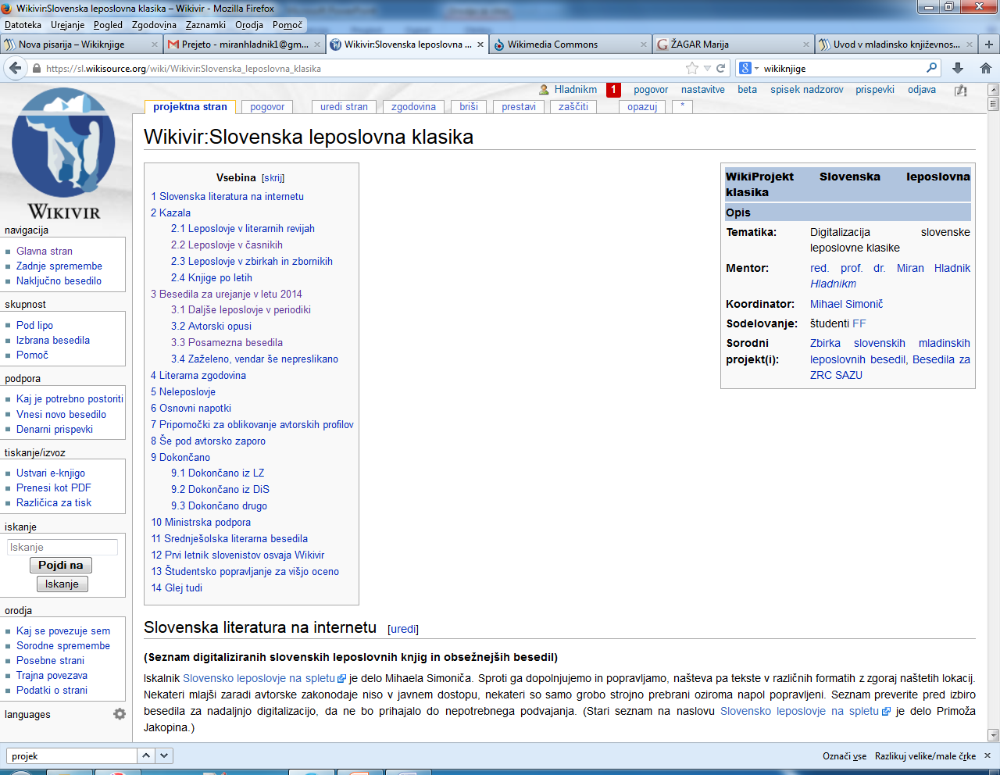 Wikivir:Slovenska leposlovna klasika – Wikivir - Mozilla Firefox
Datoteka Urejanje Pogled Zgodovina Zaznamki Orodja Pomoč
Nova pisarija – Wikiknjige
Prejeto - miranhladnik1@gm...
Wikivir:Slovenska leposlovna ...
Wikimedia Commons
ŽAGAR Marija
Uvod v mladinsko književnos...
https://sl.wikisource.org/wiki/Wikivir:Slovenska_leposlovna_klasika
wikiknjige
Hladnikm 1 pogovor nastavitve beta spisek nadzorov prispevki odjava
projektna stran pogovor uredi stran zgodovina briši prestavi zaščiti opazuj *
WIKIVIR
navigacija
Glavna stran
Zadnje spremembe
Naključno besedilo
skupnost
Pod lipo
Izbrana besedila
Pomoč
podpora
Kaj je potrebno postoriti
Vnesi novo besedilo
Denarni prispevki
tiskanje/izvoz
Ustvari e-knjigo
Prenesi kot PDF
Različica za tisk
iskanje
Iskanje
Pojdi na
Iskanje
orodja
Kaj se povezuje sem
Sorodne spremembe
Posebne strani
Trajna povezava
Podatki o strani
languages
Wikivir:Slovenska leposlovna klasika
Vsebina [skrij]
1 Slovenska literatura na internetu
2 Kazala
2.1 Leposlovje v literarnih revijah
2.2 Leposlovje v časnikih
2.3 Leposlovje v zbirkah in zbornikih
2.4 Knjige po letih
3 Besedila za urejanje v letu 2014
3.1 Daljše leposlovje v periodiki
3.2 Avtorski opusi
3.3 Posamezna besedila
3.4 Zaželeno, vendar še nepreslikano
4 Literarna zgodovina
5 Neleposlovje
6 Osnovni napotki
7 Pripomočki za oblikovanje avtorskih profilov
8 Še pod avtorsko zaporo
9 Dokončano
9.1 Dokončano iz LZ
9.2 Dokončano iz DiS
9.3 Dokončano drugo
10 Ministrska podpora
11 Srednješolska literarna besedila
12 Prvi letnik slovenistov osvaja Wikivir
13 Študentsko popravljanje za višjo oceno
14 Glej tudi
WikiProjekt Slovenska leposlovna
klasika
Opis
Tematika: Digitalizacija slovenske
leposlovne klasike
Mentor: red. prof. dr. Miran Hladnik
Hladnikm
Koordinator: Mihael Simonič
Sodelovanje: študenti FF
Sorodni Zbirka slovenskih mladinskih
projekt(i): leposlovnih besedil, Besedila za
ZRC SAZU
Slovenska literatura na internetu [uredi]
(Seznam digitaliziranih slovenskih leposlovnih knjig in obsežnejših besedil)
Iskalnik Slovensko leposlovje na spletu je delo Mihaela Simoniča. Sproti ga dopolnjujemo in popravljamo, našteva pa tekste v različnih formatih z zgoraj naštetih lokacij.
Nekateri mlajši zaradi avtorske zakonodaje niso v javnem dostopu, nekateri so samo grobo strojno prebrani oziroma napol popravljeni. Seznam preverite pred izbiro
besedila za nadaljnjo digitalizacijo, da ne bo prihajalo do nepotrebnega podvajanja. (Stari seznam na naslovu Slovensko leposlovje na spletu je delo Primoža
Jakopina.)
projek
Označi vse Razlikuj velike/male črke